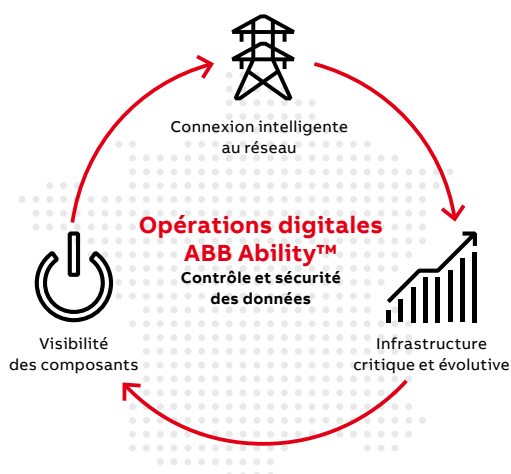 Connexion intelligente
au réseau
Opérations digitales
ABB Ability™
Contrôle et sécurité
des données
Visibilité
des composants
Infrastructure
critique et évolutive